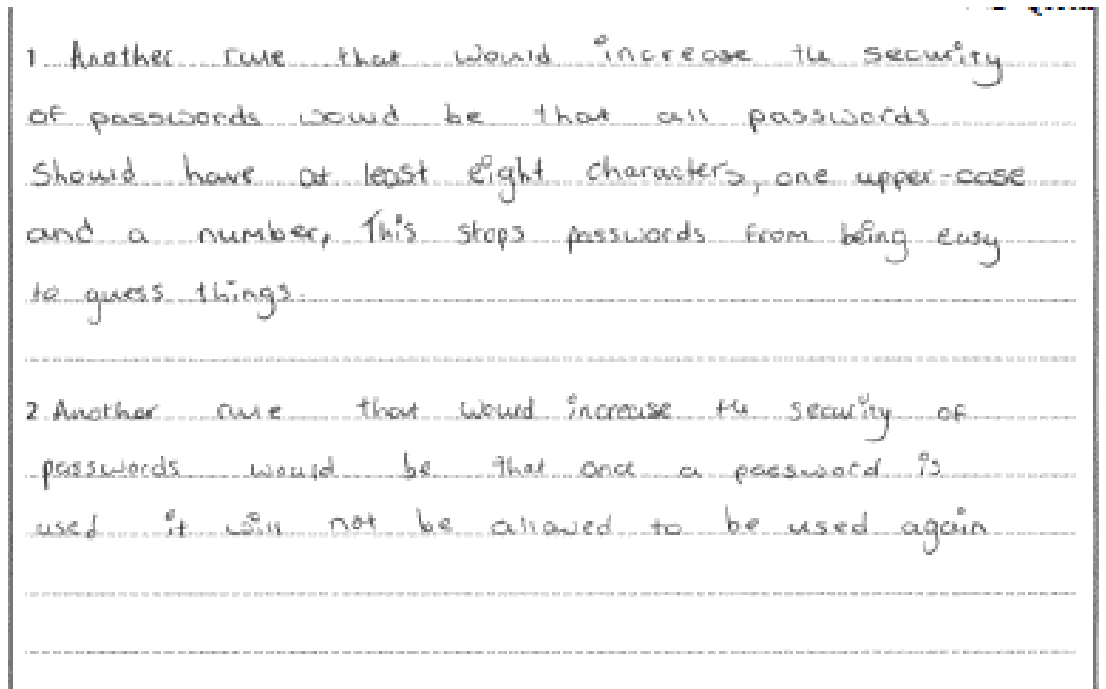 1 Another rule that would increase the security
of passwords would be that all passwords
should have at least eight characters, one upper-case
and a number, This stops passwords from being easy
to guess things.
2 Another rule that would increase the security of
passwords would be that once a password is
used it will not be allowed to be used again